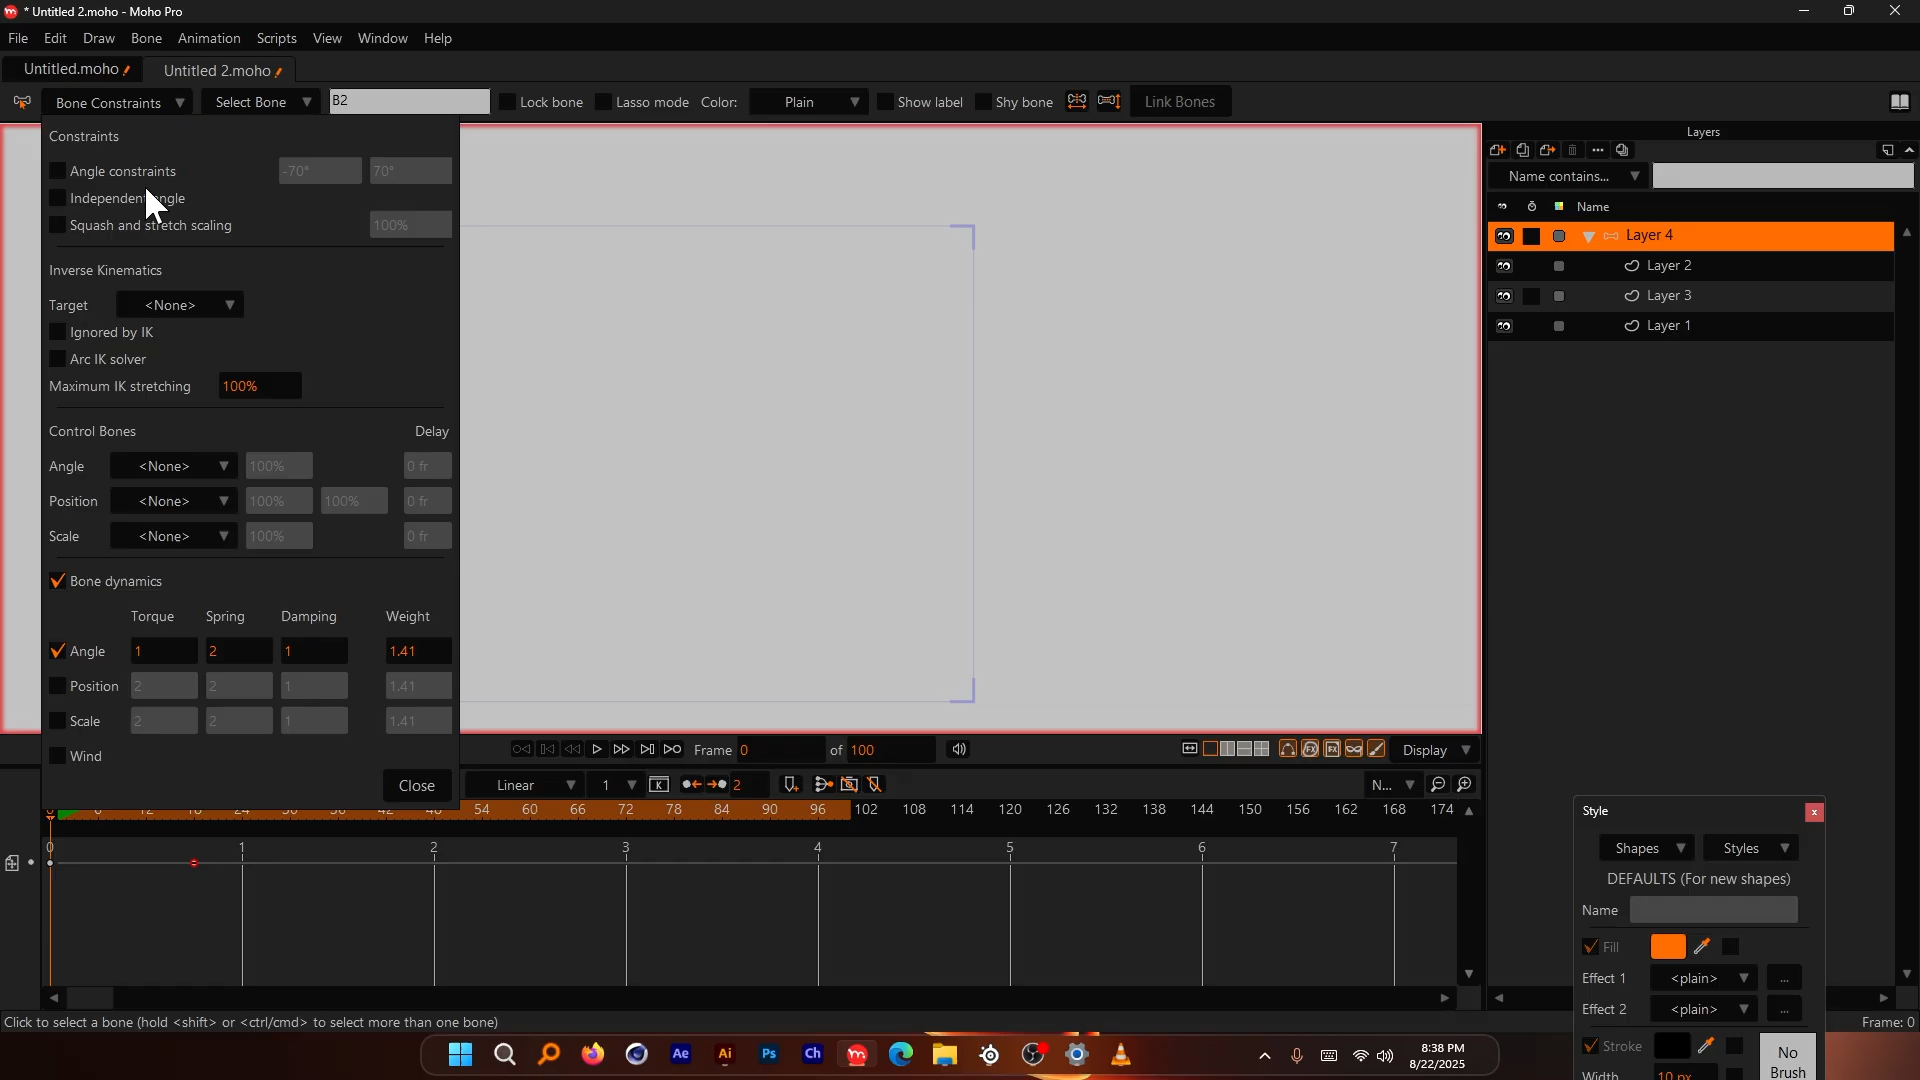 * Untitled 2.moho - Moho Pro
File Edit Draw Bone Animation Scripts View Window Help
Untitled.moho Untitled 2.moho
Bone Constraints Select Bone B2 Lock bone Lasso mode Color: Plain Show label Shy bone Link Bones
Constraints
Angle constraints -70° 70°
Independent angle
Squash and stretch scaling 100%
Inverse Kinematics
Target <None>
Ignored by IK
Arc IK solver
Maximum IK stretching 100%
Control Bones Delay
Angle <None> 100% 0 fr
Position <None> 100% 100% 0 fr
Scale <None> 100% 0 fr
Bone dynamics
Torque Spring Damping Weight
Angle 1 2 1 1.41
Position 2 2 1 1.41
Scale 2 2 1 1.41
Wind
Close
Layers
Name contains...
Name
Layer 4
Layer 2
Layer 3
Layer 1
Frame 0 of 100 Display
Linear 1 2 N...
54 60 66 72 78 84 90 96 102 108 114 120 126 132 138 144 150 156 162 168 174
0 1 2 3 4 5 6 7
Style
Shapes Styles
DEFAULTS (For new shapes)
Name
Fill
Effect 1 <plain> ...
Effect 2 <plain> ...
Stroke
No Brush
Width 10 px
Click to select a bone (hold <shift> or <ctrl/cmd> to select more than one bone)
Frame: 0
Ae Ai Ps Ch
8:38 PM
8/22/2025